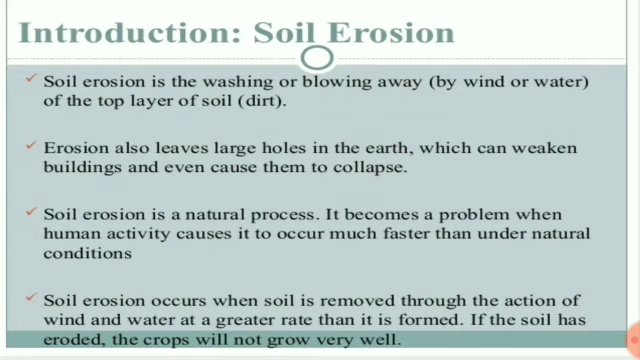 Introduction: Soil Erosion
Soil erosion is the washing or blowing away (by wind or water)
of the top layer of soil (dirt).
Erosion also leaves large holes in the earth, which can weaken
buildings and even cause them to collapse.
Soil erosion is a natural process. It becomes a problem when
human activity causes it to occur much faster than under natural
conditions
Soil erosion occurs when soil is removed through the action of
wind and water at a greater rate than it is formed. If the soil has
eroded, the crops will not grow very well.